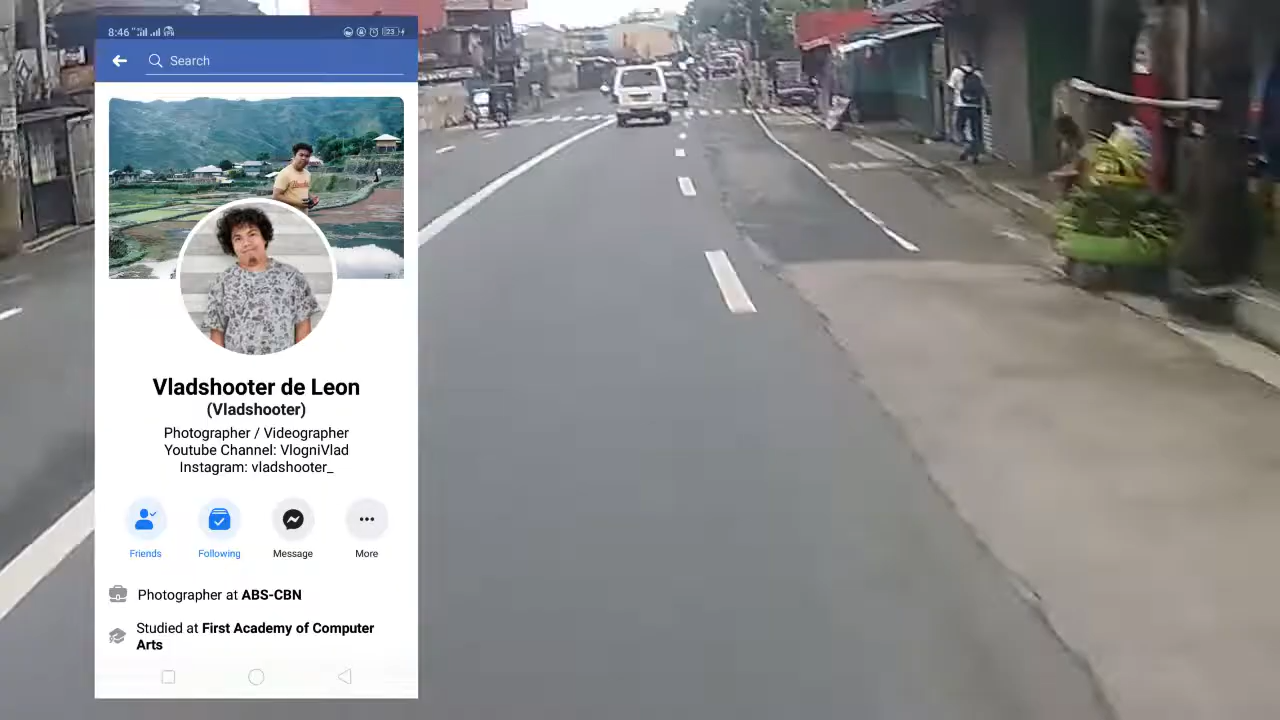 8:46
23
Search
Vladshooter de Leon
(Vladshooter)
Photographer / Videographer
Youtube Channel: VlogniVlad
Instagram: vladshooter_
Friends
Following
Message
More
Photographer at ABS-CBN
Studied at First Academy of Computer
Arts